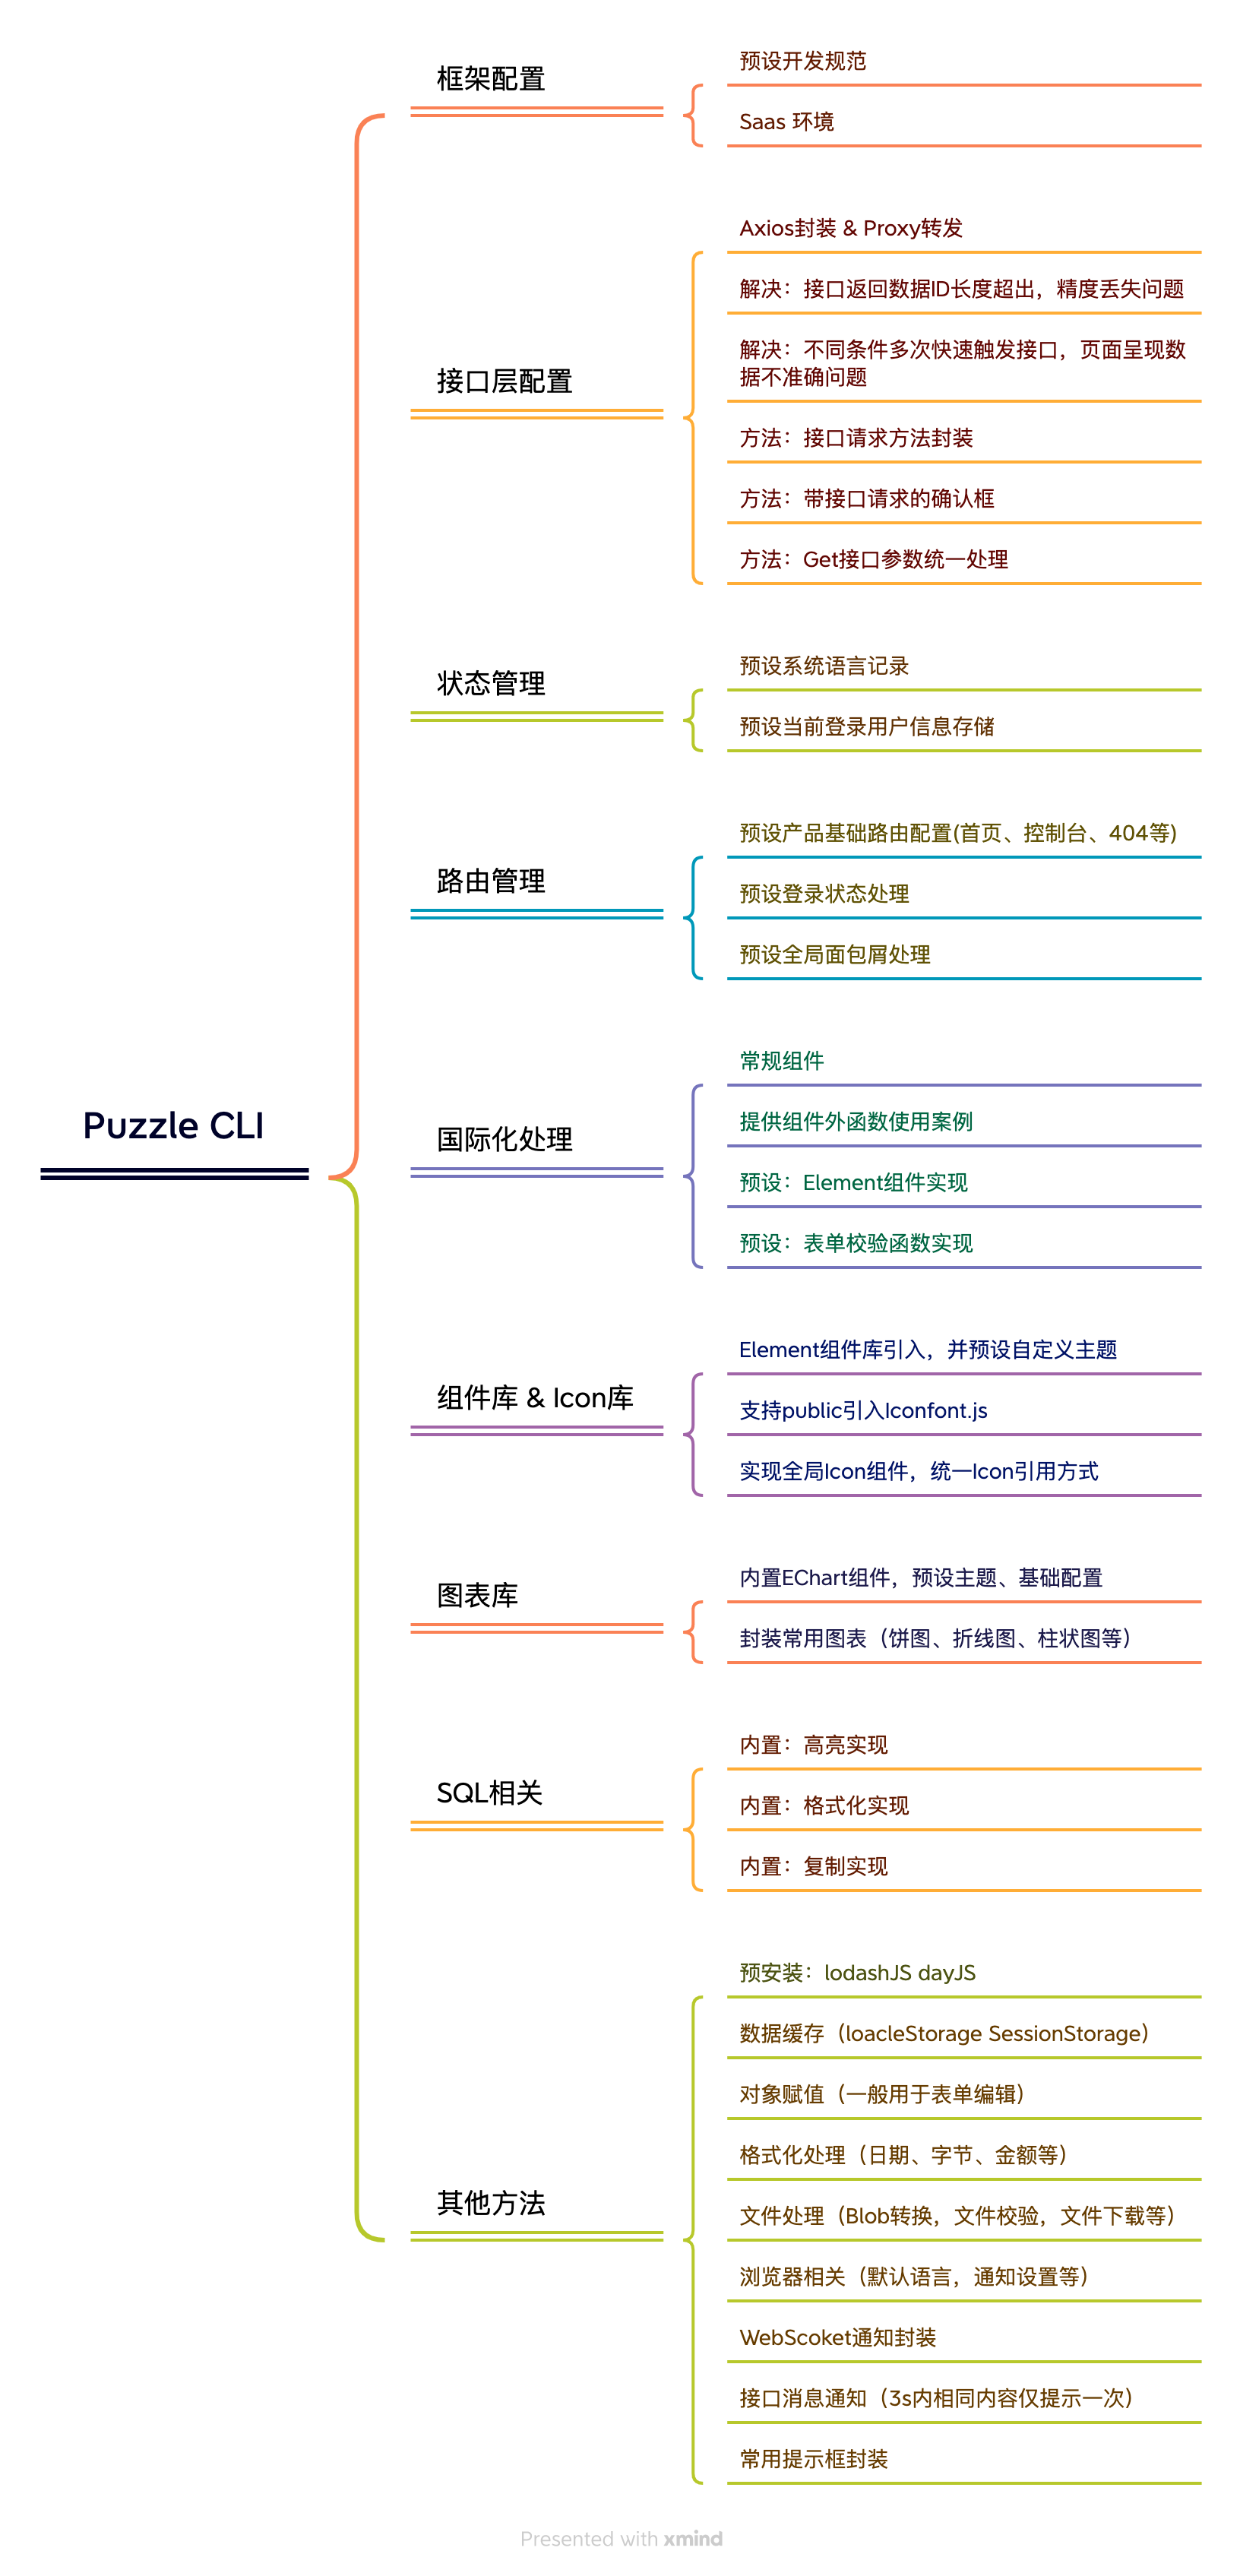 Puzzle CLI
框架配置
预设开发规范
Saas 环境
接口层配置
Axios封装 & Proxy转发
解决：接口返回数据ID长度超出，精度丢失问题
解决：不同条件多次快速触发接口，页面呈现数
据不准确问题
方法：接口请求方法封装
方法：带接口请求的确认框
方法：Get接口参数统一处理
状态管理
预设系统语言记录
预设当前登录用户信息存储
路由管理
预设产品基础路由配置(首页、控制台、404等)
预设登录状态处理
预设全局面包屑处理
国际化处理
常规组件
提供组件外函数使用案例
预设：Element组件实现
预设：表单校验函数实现
组件库 & Icon库
Element组件库引入，并预设自定义主题
支持public引入Iconfont.js
实现全局Icon组件，统一Icon引用方式
图表库
内置EChart组件，预设主题、基础配置
封装常用图表（饼图、折线图、柱状图等）
SQL相关
内置：高亮实现
内置：格式化实现
内置：复制实现
其他方法
预安装：lodashJS dayJS
数据缓存（loacleStorage SessionStorage）
对象赋值（一般用于表单编辑）
格式化处理（日期、字节、金额等）
文件处理（Blob转换，文件校验，文件下载等）
浏览器相关（默认语言，通知设置等）
WebScoket通知封装
接口消息通知（3s内相同内容仅提示一次）
常用提示框封装
Presented with xmind